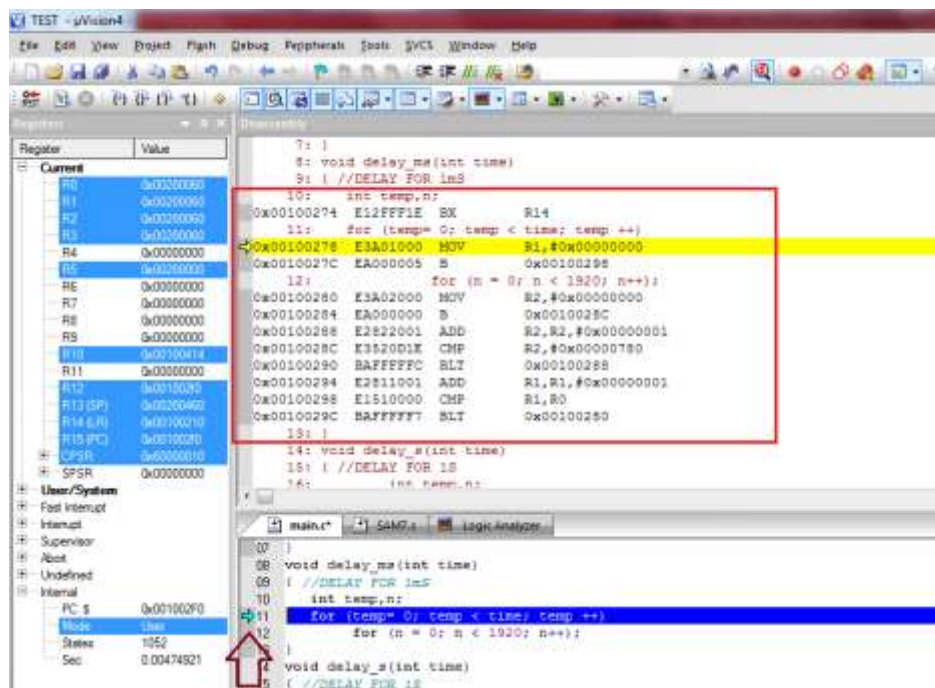 TEST - µVision4
File Edit View Project Flash Debug Peripherals Tools SVCS Window Help
Registers
Disassembly
Register Value
Current
R0 0x00200060
R1 0x00200060
R2 0x00200060
R3 0x00200060
R4 0x00000000
R5 0x00200000
R6 0x00000000
R7 0x00000000
R8 0x00000000
R9 0x00000000
R10 0x00100414
R11 0x00000000
R12
R13 (SP) 0x00200460
R14 (LR) 0x00100210
R15 (PC)
CPSR 0x60000010
SPSR 0x00000000
User/System
Fast Interrupt
Interrupt
Supervisor
Abort
Undefined
Internal
PC $ 0x001002F0
Mode User
States 1052
Sec 0.00474921
7: }
8: void delay_ms(int time)
9: { //DELAY FOR 1mS
10: int temp,n;
0x00100274 E12FFF1E BX R14
11: for (temp= 0; temp < time; temp ++)
0x00100278 E3A01000 MOV R1,#0x00000000
0x0010027C EA000005 B 0x00100298
12: for (n = 0; n < 1920; n++);
0x00100280 E3A02000 MOV R2,#0x00000000
0x00100284 EA000000 B 0x0010028C
0x00100288 E2822001 ADD R2,R2,#0x00000001
0x0010028C E3520D1E CMP R2,#0x00000780
0x00100290 BAFFFFFC BLT 0x00100288
0x00100294 E2811001 ADD R1,R1,#0x00000001
0x00100298 E1510000 CMP R1,R0
0x0010029C BAFFFFF7 BLT 0x00100280
13: }
14: void delay_s(int time)
15: { //DELAY FOR 1S
16: int temp,n;
main.c* SAM7.s Logic Analyzer
07 }
08 void delay_ms(int time)
09 { //DELAY FOR 1mS
10 int temp,n;
11 for (temp= 0; temp < time; temp ++)
12 for (n = 0; n < 1920; n++);
}
4 void delay_s(int time)
5 { //DELAY FOR 1S